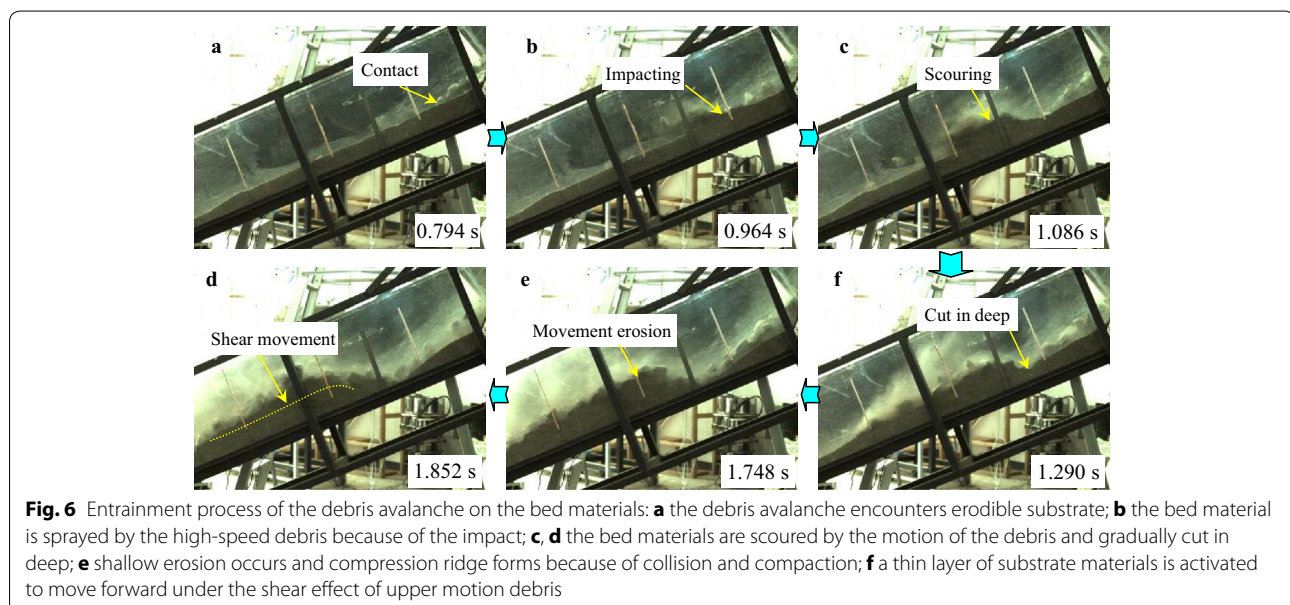 a
Contact
0.794 s
b
Impacting
0.964 s
c
Scouring
1.086 s
d
Shear movement
1.852 s
e
Movement erosion
1.748 s
f
Cut in deep
1.290 s
Fig. 6 Entrainment process of the debris avalanche on the bed materials: a the debris avalanche encounters erodible substrate; b the bed material
is sprayed by the high-speed debris because of the impact; c, d the bed materials are scoured by the motion of the debris and gradually cut in
deep; e shallow erosion occurs and compression ridge forms because of collision and compaction; f a thin layer of substrate materials is activated
to move forward under the shear effect of upper motion debris